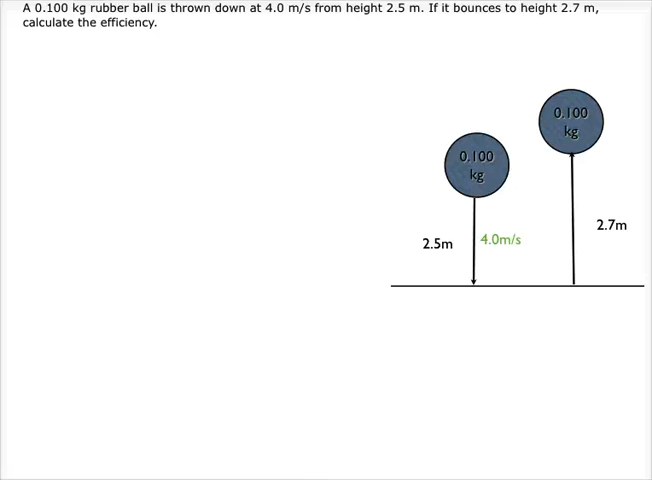 A 0.100 kg rubber ball is thrown down at 4.0 m/s from height 2.5 m. If it bounces to height 2.7 m,
calculate the efficiency.
0.100
kg
0.100
kg
2.7m
2.5m
4.0m/s